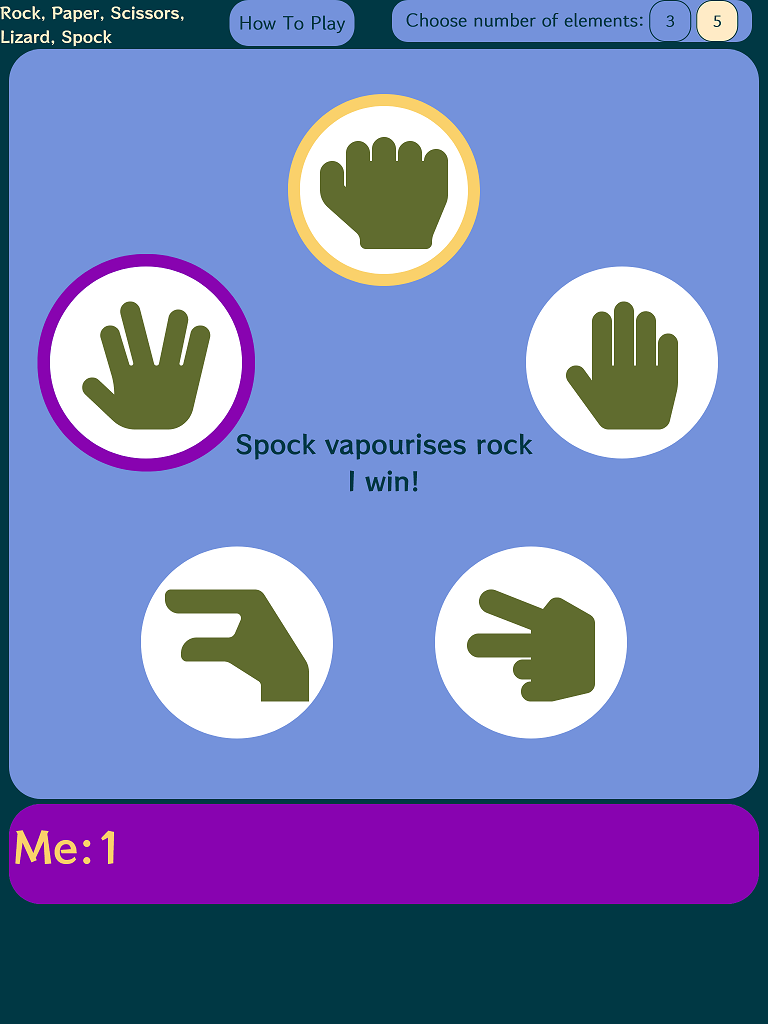 Rock, Paper, Scissors,
Lizard, Spock
How To Play
Choose number of elements: 3 5
Spock vapourises rock
I win!
Me:1